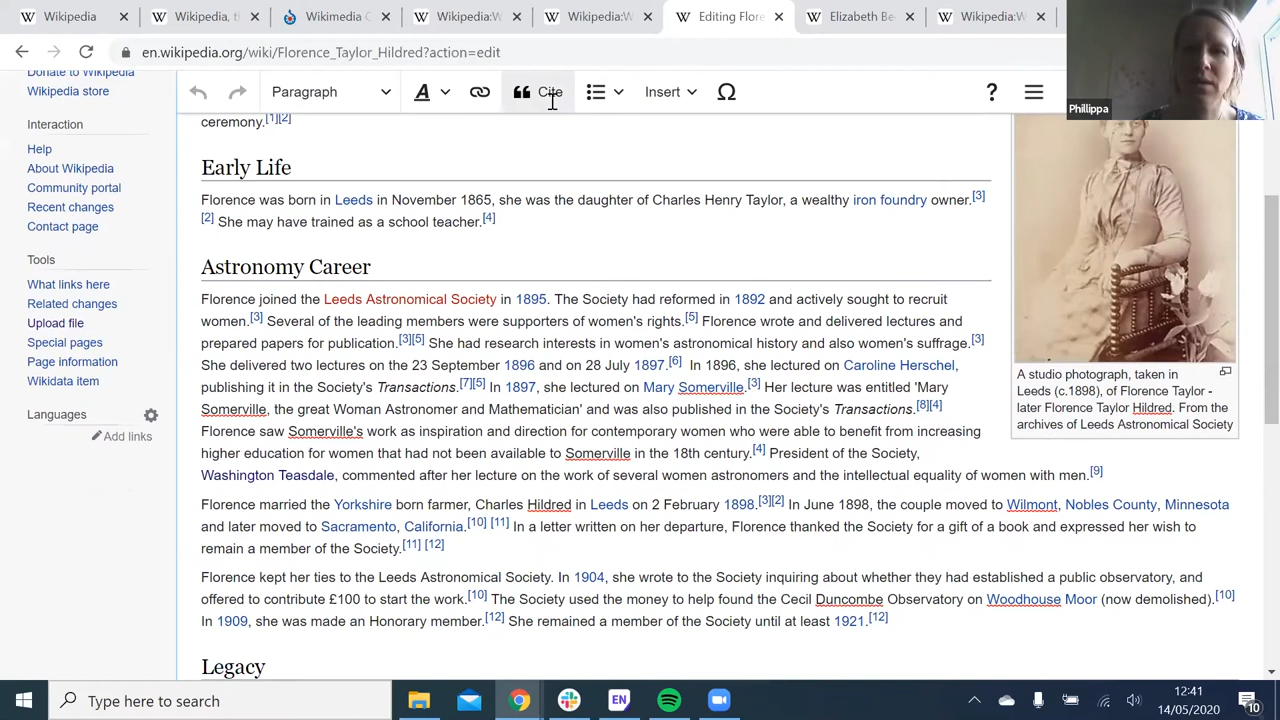 Wikipedia
Wikipedia, t
Wikimedia C
Wikipedia:W
Wikipedia:W
Editing Flore
Elizabeth Be
Wikipedia:W
en.wikipedia.org/wiki/Florence_Taylor_Hildred?action=edit
Phillippa
Donate to Wikipedia
Wikipedia store
Interaction
Help
About Wikipedia
Community portal
Recent changes
Contact page
Tools
What links here
Related changes
Upload file
Special pages
Page information
Wikidata item
Languages
Add links
Paragraph
A
Cite
Insert
Ω
?
ceremony.[1][2]
Early Life
Florence was born in Leeds in November 1865, she was the daughter of Charles Henry Taylor, a wealthy iron foundry owner.[3]
[2] She may have trained as a school teacher.[4]
Astronomy Career
Florence joined the Leeds Astronomical Society in 1895. The Society had reformed in 1892 and actively sought to recruit
women.[3] Several of the leading members were supporters of women's rights.[5] Florence wrote and delivered lectures and
prepared papers for publication.[3][5] She had research interests in women's astronomical history and also women's suffrage.[3]
She delivered two lectures on the 23 September 1896 and on 28 July 1897.[6] In 1896, she lectured on Caroline Herschel,
publishing it in the Society's Transactions.[7][5] In 1897, she lectured on Mary Somerville.[3] Her lecture was entitled 'Mary
Somerville, the great Woman Astronomer and Mathematician' and was also published in the Society's Transactions.[8][4]
Florence saw Somerville's work as inspiration and direction for contemporary women who were able to benefit from increasing
higher education for women that had not been available to Somerville in the 18th century.[4] President of the Society,
Washington Teasdale, commented after her lecture on the work of several women astronomers and the intellectual equality of women with men.[9]
Florence married the Yorkshire born farmer, Charles Hildred in Leeds on 2 February 1898.[3][2] In June 1898, the couple moved to Wilmont, Nobles County, Minnesota
and later moved to Sacramento, California.[10] [11] In a letter written on her departure, Florence thanked the Society for a gift of a book and expressed her wish to
remain a member of the Society.[11] [12]
Florence kept her ties to the Leeds Astronomical Society. In 1904, she wrote to the Society inquiring about whether they had established a public observatory, and
offered to contribute £100 to start the work.[10] The Society used the money to help found the Cecil Duncombe Observatory on Woodhouse Moor (now demolished).[10]
In 1909, she was made an Honorary member.[12] She remained a member of the Society until at least 1921.[12]
Legacy
A studio photograph, taken in
Leeds (c.1898), of Florence Taylor -
later Florence Taylor Hildred. From the
archives of Leeds Astronomical Society
Type here to search
EN
12:41
14/05/2020
10